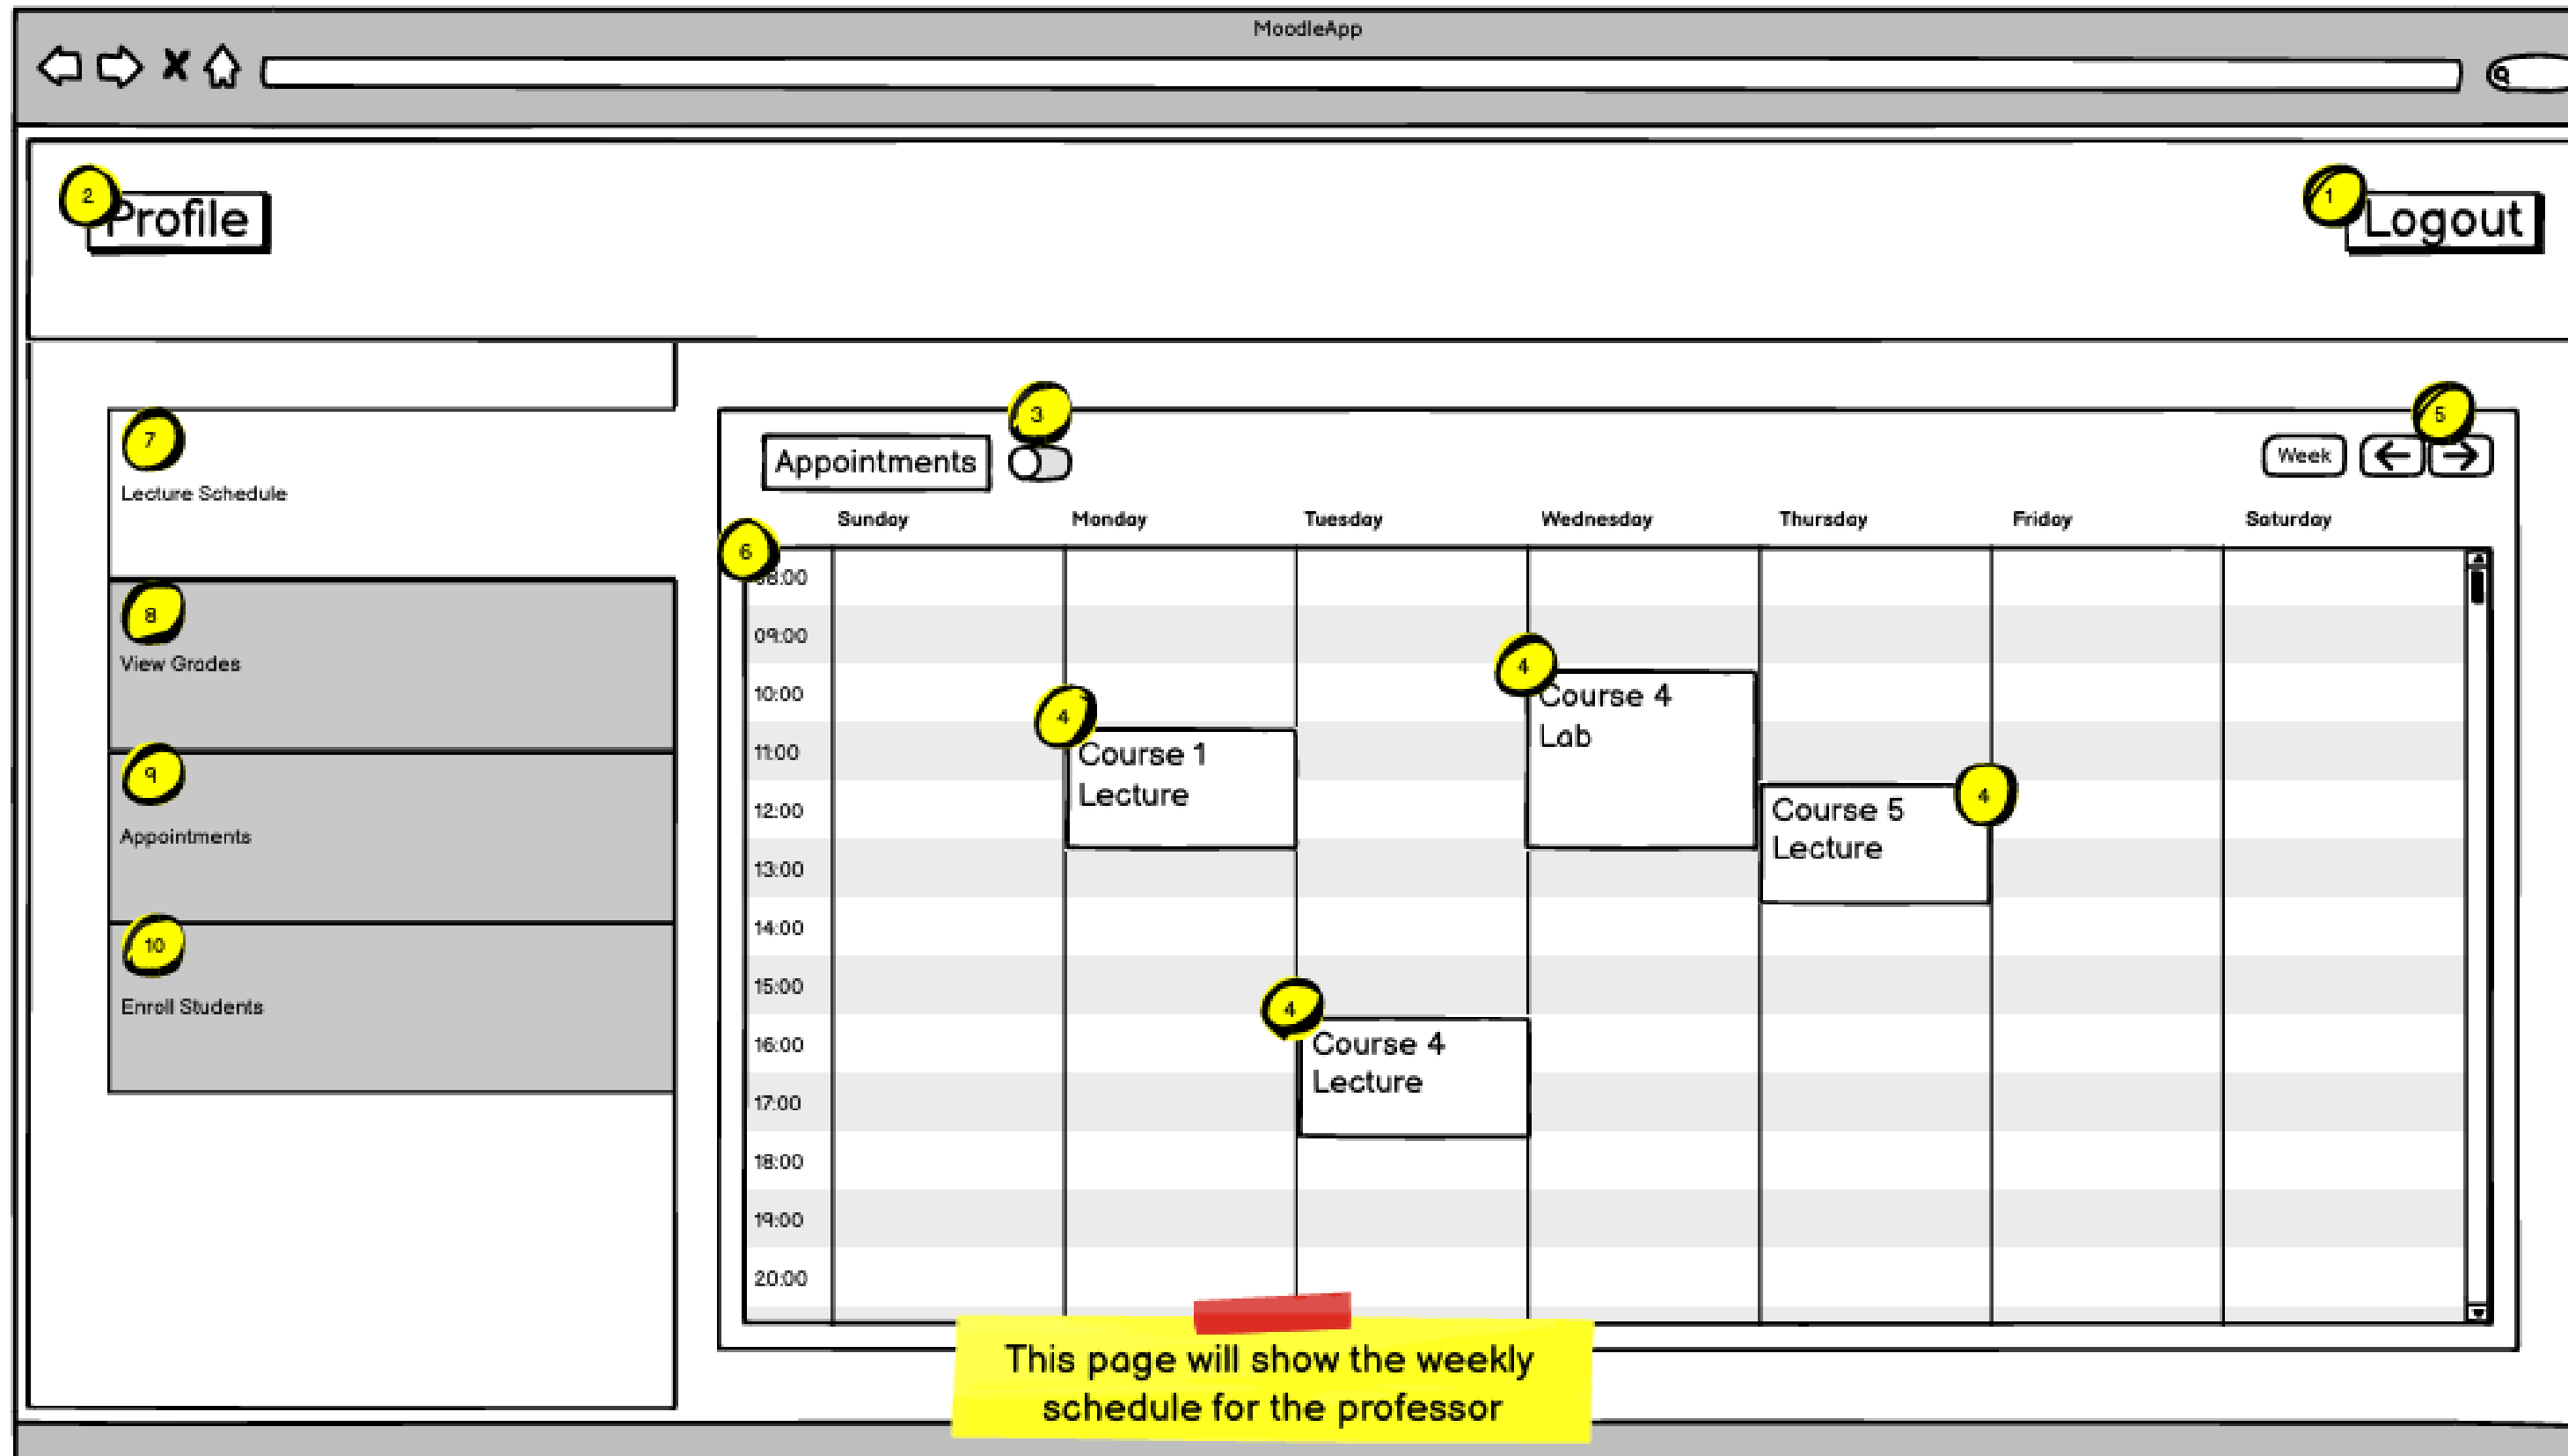 MoodleApp
2
Profile
1
Logout
7
Lecture Schedule
8
View Grades
9
Appointments
10
Enroll Students
Appointments
3
Week
5
Sunday Monday Tuesday Wednesday Thursday Friday Saturday
6
08:00
09:00
10:00
11:00
12:00
13:00
14:00
15:00
16:00
17:00
18:00
19:00
20:00
4
Course 1
Lecture
4
Course 4
Lecture
4
Course 4
Lab
4
Course 5
Lecture
This page will show the weekly
schedule for the professor